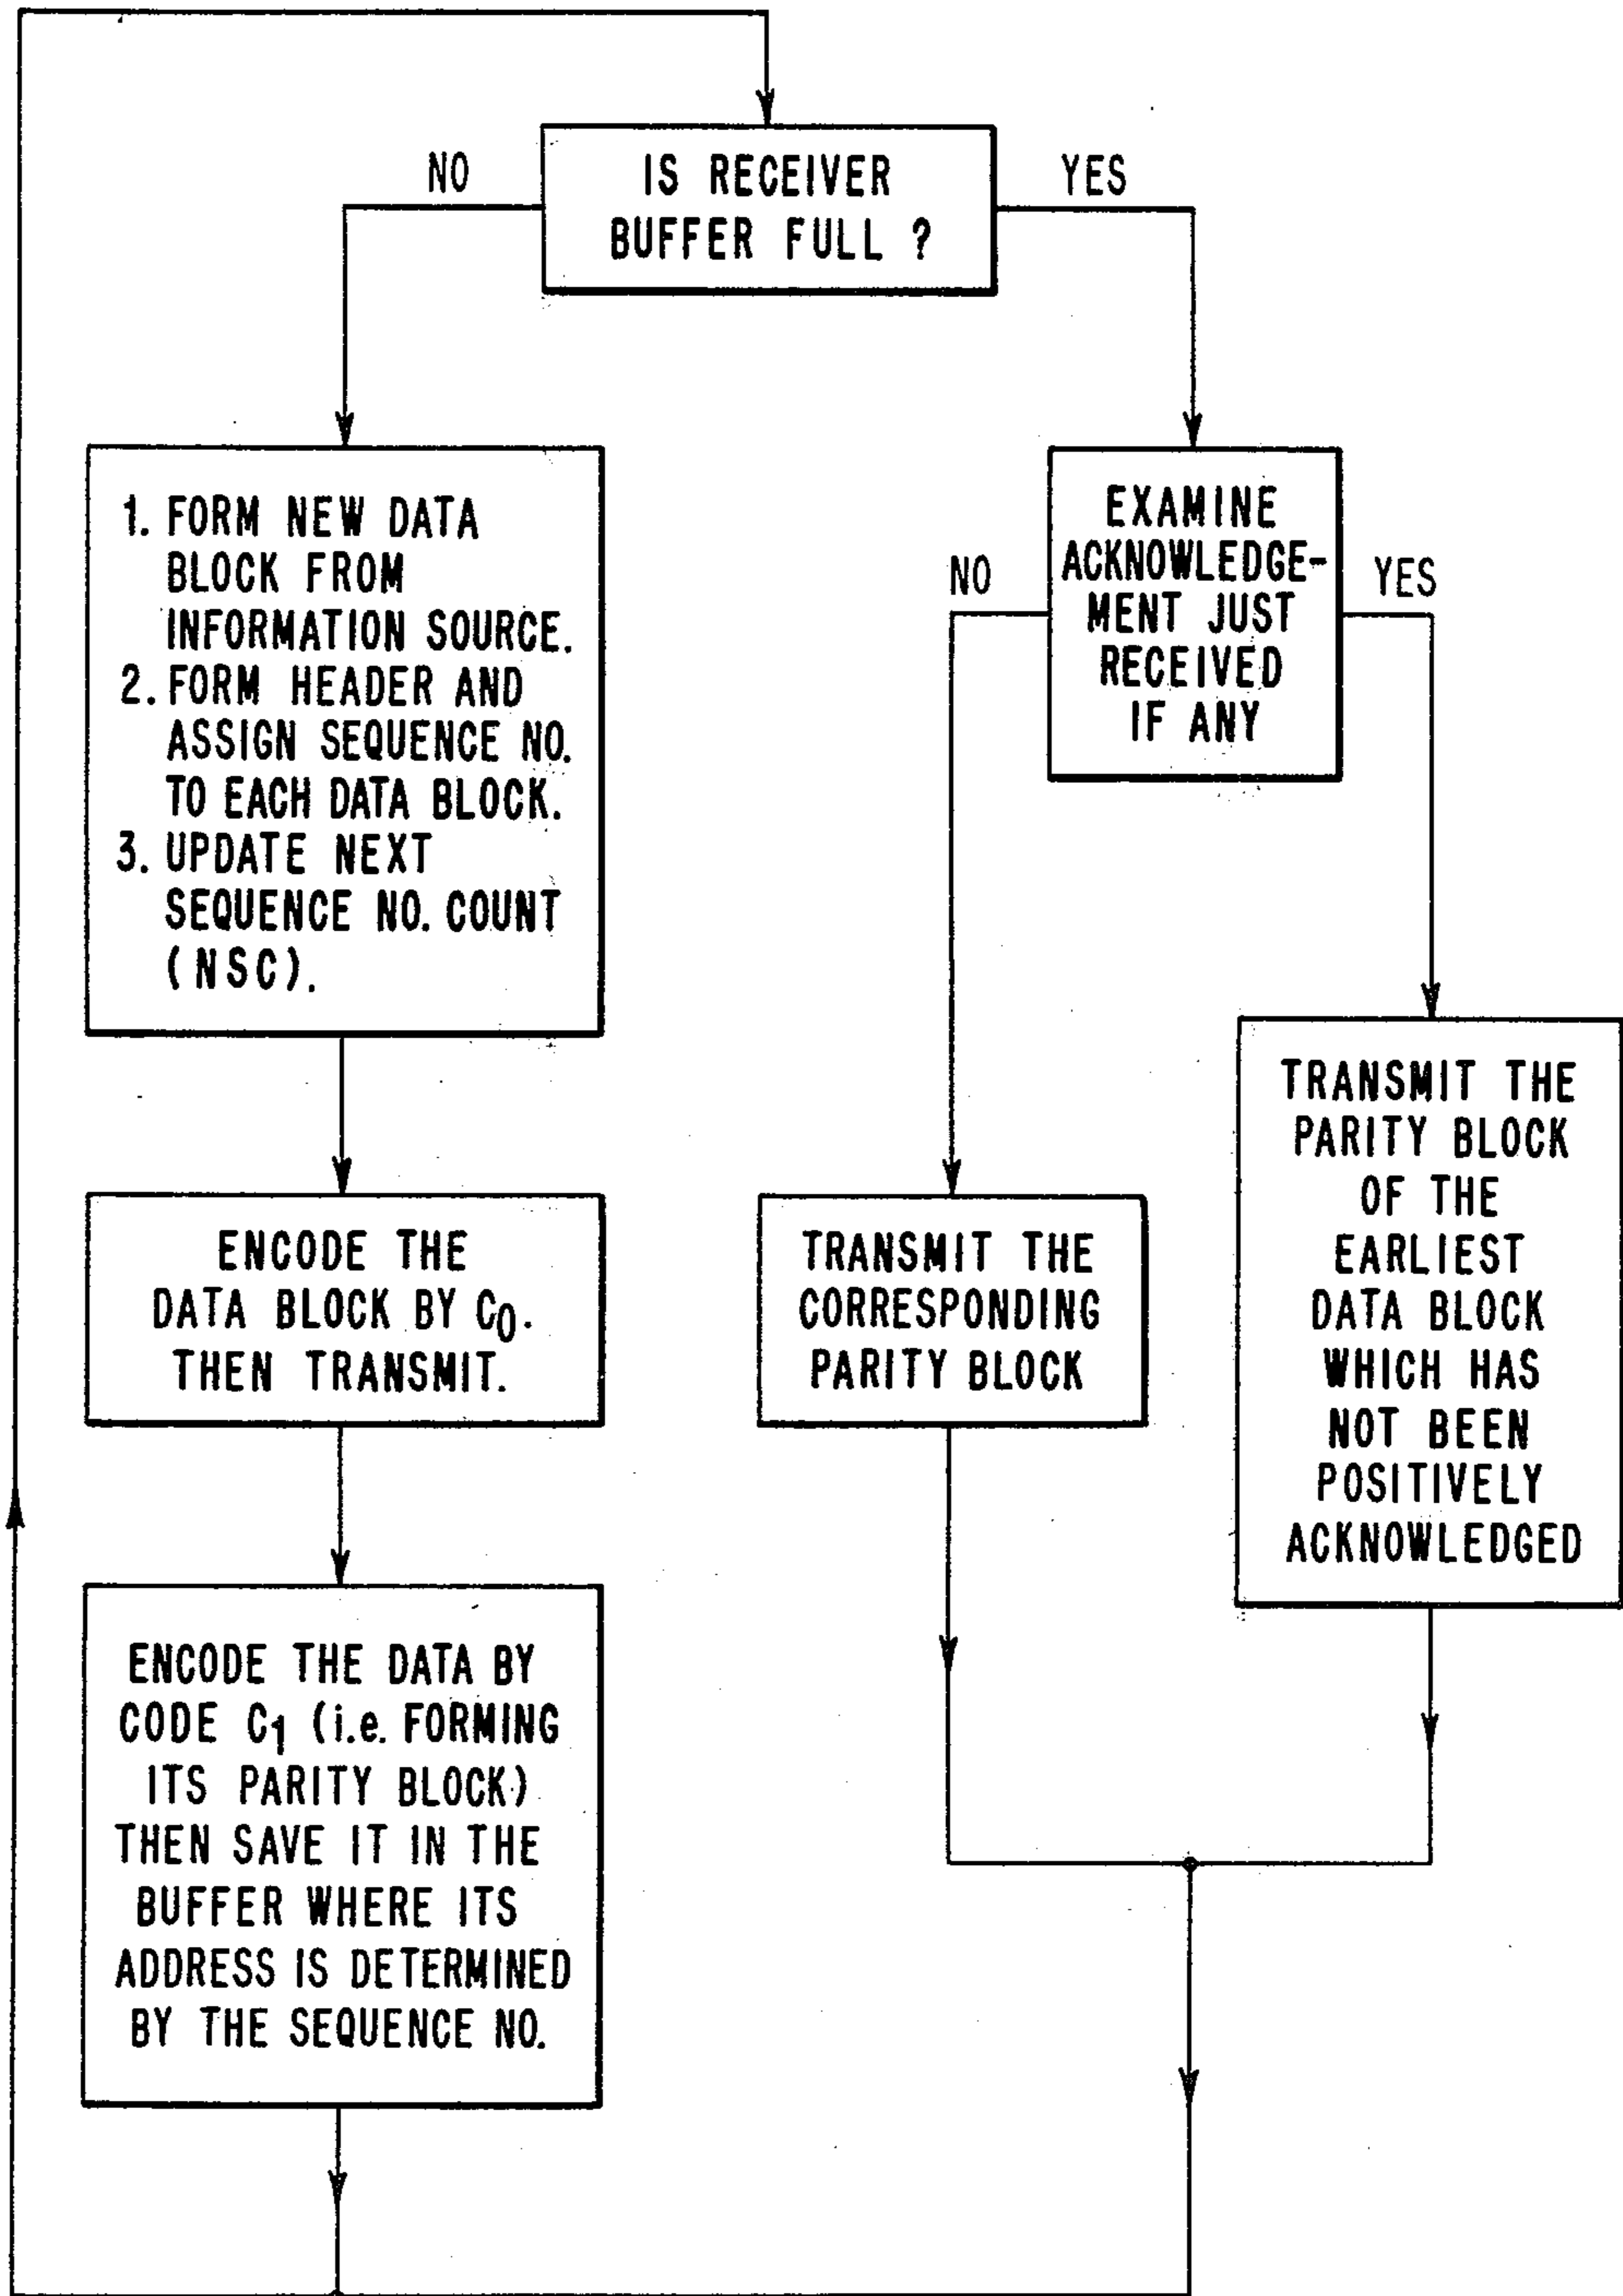 NO
IS RECEIVER
BUFFER FULL ?
YES
1. FORM NEW DATA
BLOCK FROM
INFORMATION SOURCE.
2. FORM HEADER AND
ASSIGN SEQUENCE NO.
TO EACH DATA BLOCK.
3. UPDATE NEXT
SEQUENCE NO. COUNT
(NSC).
ENCODE THE
DATA BLOCK BY C0.
THEN TRANSMIT.
ENCODE THE DATA BY
CODE C1 (i.e. FORMING
ITS PARITY BLOCK)
THEN SAVE IT IN THE
BUFFER WHERE ITS
ADDRESS IS DETERMINED
BY THE SEQUENCE NO.
NO
EXAMINE
ACKNOWLEDGE-
MENT JUST
RECEIVED
IF ANY
YES
TRANSMIT THE
CORRESPONDING
PARITY BLOCK
TRANSMIT THE
PARITY BLOCK
OF THE
EARLIEST
DATA BLOCK
WHICH HAS
NOT BEEN
POSITIVELY
ACKNOWLEDGED